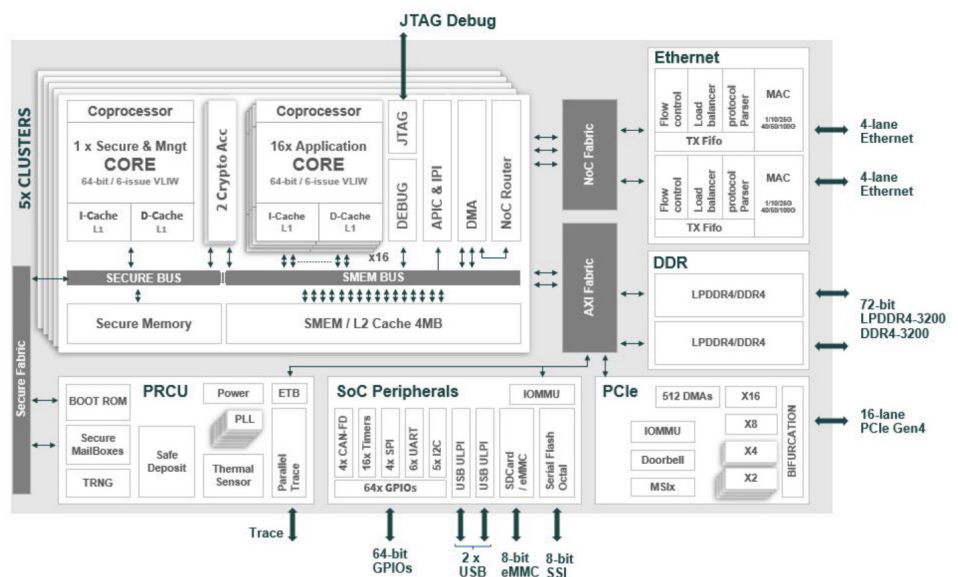 JTAG Debug
5x CLUSTERS
Coprocessor
1 x Secure & Mngt
CORE
64-bit / 6-issue VLIW
I-Cache
L1
D-Cache
L1
2 Crypto Acc
Coprocessor
16x Application
CORE
64-bit / 6-issue VLIW
I-Cache
L1
D-Cache
L1
x16
JTAG
DEBUG
APIC & IPI
DMA
NoC Router
SECURE BUS
SMEM BUS
Secure Memory
SMEM / L2 Cache 4MB
NoC Fabric
AXI Fabric
Secure Fabric
Ethernet
Flow
control
Load
balancer
protocol
Parser
MAC
1/10/25G
40/50/100G
TX Fifo
4-lane
Ethernet
Flow
control
Load
balancer
protocol
Parser
MAC
1/10/25G
40/50/100G
TX Fifo
4-lane
Ethernet
DDR
LPDDR4/DDR4
LPDDR4/DDR4
72-bit
LPDDR4-3200
DDR4-3200
PRCU
BOOT ROM
Secure
MailBoxes
TRNG
Safe
Deposit
Power
PLL
Thermal
Sensor
ETB
Parallel
Trace
Trace
SoC Peripherals
IOMMU
4x CAN-FD
16x Timers
4x SPI
6x UART
5x I2C
64x GPIOs
USB ULPI
USB ULPI
SDCard
/ eMMC
Serial Flash
Octal
64-bit
GPIOs
2 x
USB
8-bit
eMMC
8-bit
SSI
PCIe
512 DMAs
IOMMU
Doorbell
MSIx
X16
X8
X4
X2
BIFURCATION
16-lane
PCIe Gen4